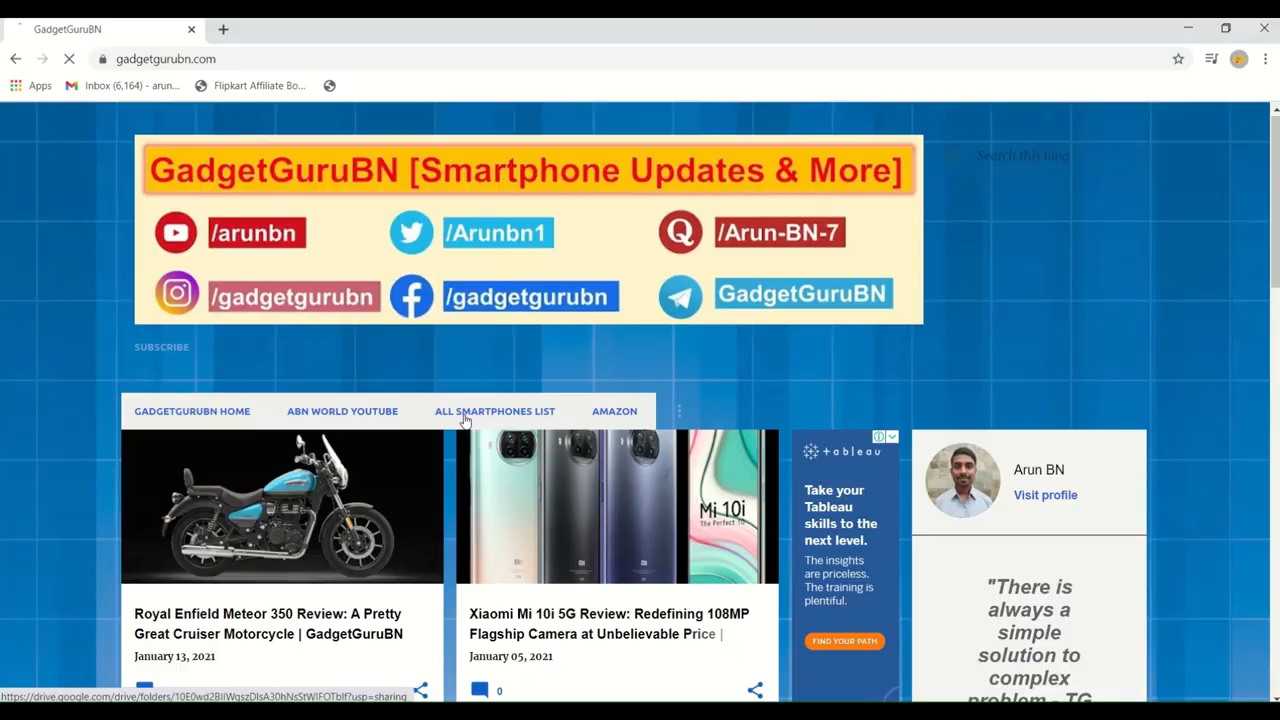 GadgetGuruBN
gadgetgurubn.com
Apps
Inbox (6,164) - arun...
Flipkart Affiliate Bo...
GadgetGuruBN [Smartphone Updates & More]
Search this blog
/arunbn
/Arunbn1
/Arun-BN-7
/gadgetgurubn
/gadgetgurubn
GadgetGuruBN
SUBSCRIBE
GADGETGURUBN HOME
ABN WORLD YOUTUBE
ALL SMARTPHONES LIST
AMAZON
Mi 10i
tableau
Take your
Tableau
skills to the
next level.
The insights
are priceless.
The training is
plentiful.
FIND YOUR PATH
Arun BN
Visit profile
Royal Enfield Meteor 350 Review: A Pretty
Great Cruiser Motorcycle | GadgetGuruBN
January 13, 2021
Xiaomi Mi 10i 5G Review: Redefining 108MP
Flagship Camera at Unbelievable Price |
January 05, 2021
0
"There is
always a
simple
solution to
complex
problem - TG